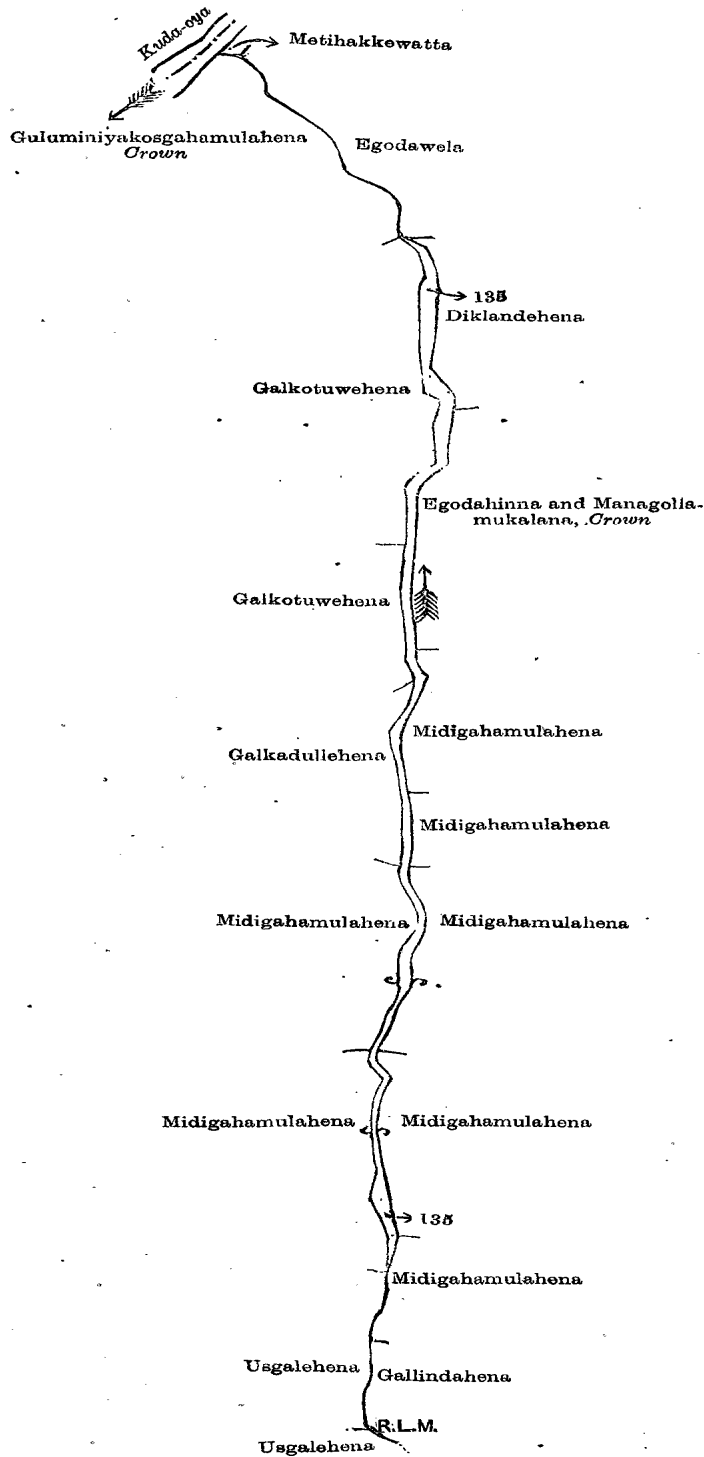 Kuda-oya
Metihakkewatta
Guluminiyakosgahamulahena
Crown
Egodawela
135
Diklandehena
Galkotuwehena
Egodahinna and Managolla-
mukalana, Crown
Galkotuwehena
Midigahamulahena
Galkadullehena
Midigahamulahena
Midigahamulahena
Midigahamulahena
Midigahamulahena
Midigahamulahena
135
Midigahamulahena
Usgalehena
Gallindahena
R.L.M.
Usgalehena